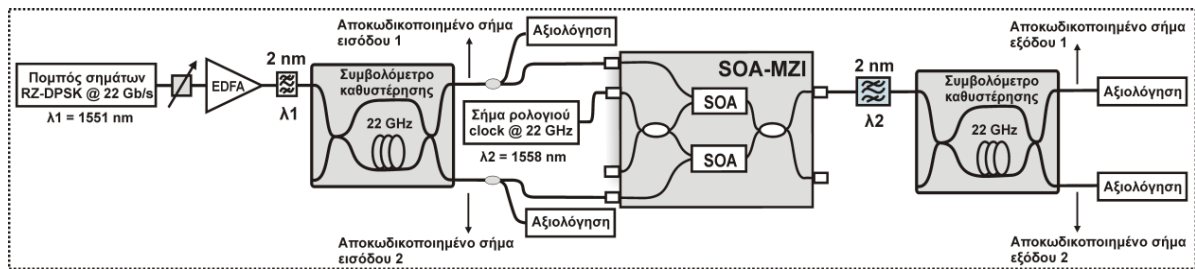 Πομπός σημάτων
RZ-DPSK @ 22 Gb/s
λ1 = 1551 nm
EDFA
2 nm
λ1
Συμβολόμετρο
καθυστέρησης
22 GHz
Αποκωδικοποιημένο σήμα
εισόδου 1
Αξιολόγηση
Σήμα ρολογιού
clock @ 22 GHz
λ2 = 1558 nm
Αξιολόγηση
Αποκωδικοποιημένο σήμα
εισόδου 2
SOA-MZI
SOA
SOA
2 nm
λ2
Συμβολόμετρο
καθυστέρησης
22 GHz
Αποκωδικοποιημένο σήμα
εξόδου 1
Αξιολόγηση
Αξιολόγηση
Αποκωδικοποιημένο σήμα
εξόδου 2